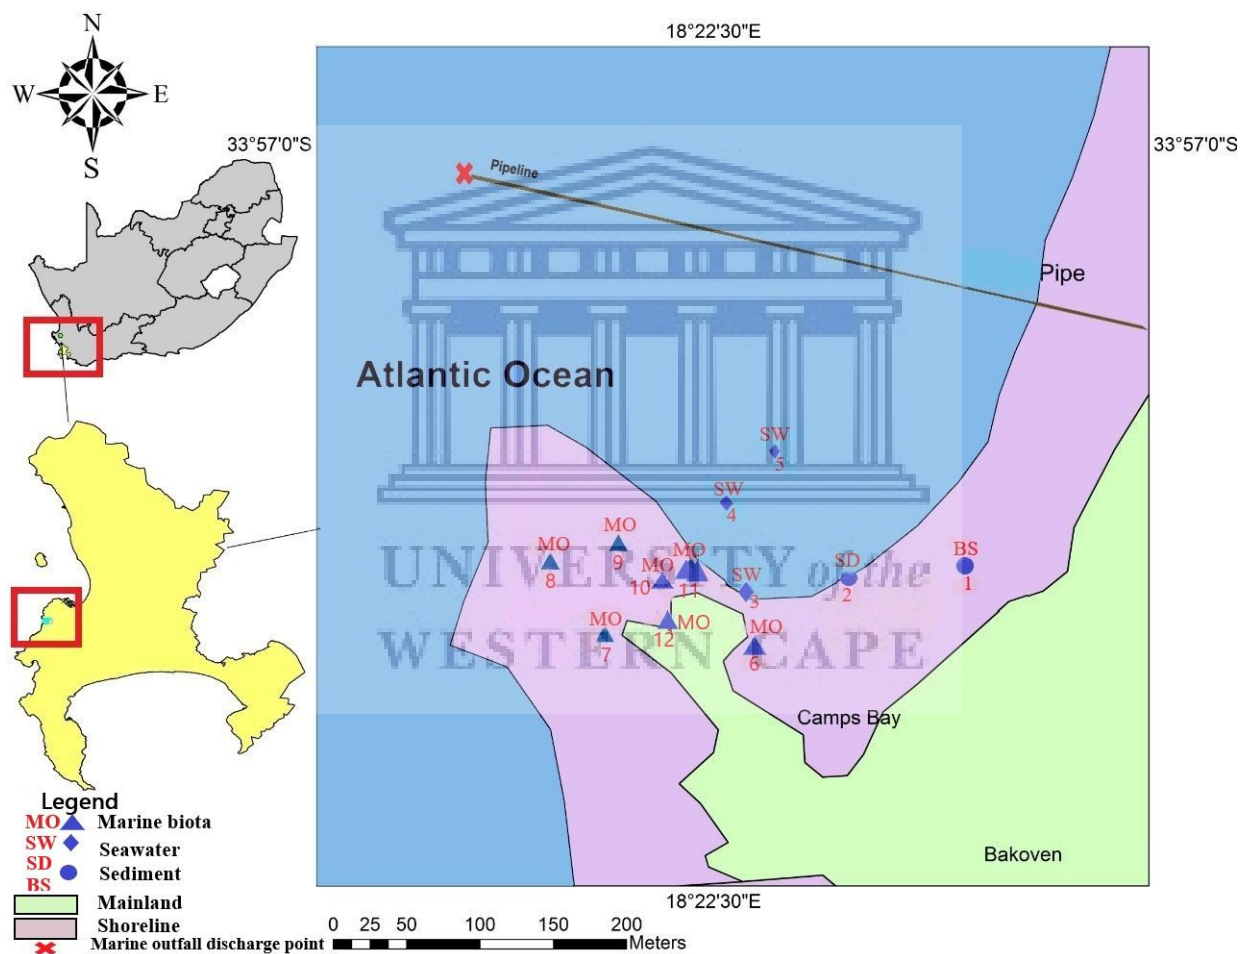 N
W E
S
18°22'30"E
33°57'0"S
33°57'0"S
Pipeline
Pipe
Atlantic Ocean
SW
5
SW
4
MO
9
MO
8
MO
10
MO
11
SW
3
SD
2
BS
1
MO
7
MO
12
MO
6
UNIVERSITY of the
WESTERN CAPE
Camps Bay
Bakoven
18°22'30"E
Legend
MO Marine biota
SW Seawater
SD Sediment
BS
Mainland
Shoreline
Marine outfall discharge point
0 25 50 100 150 200
Meters